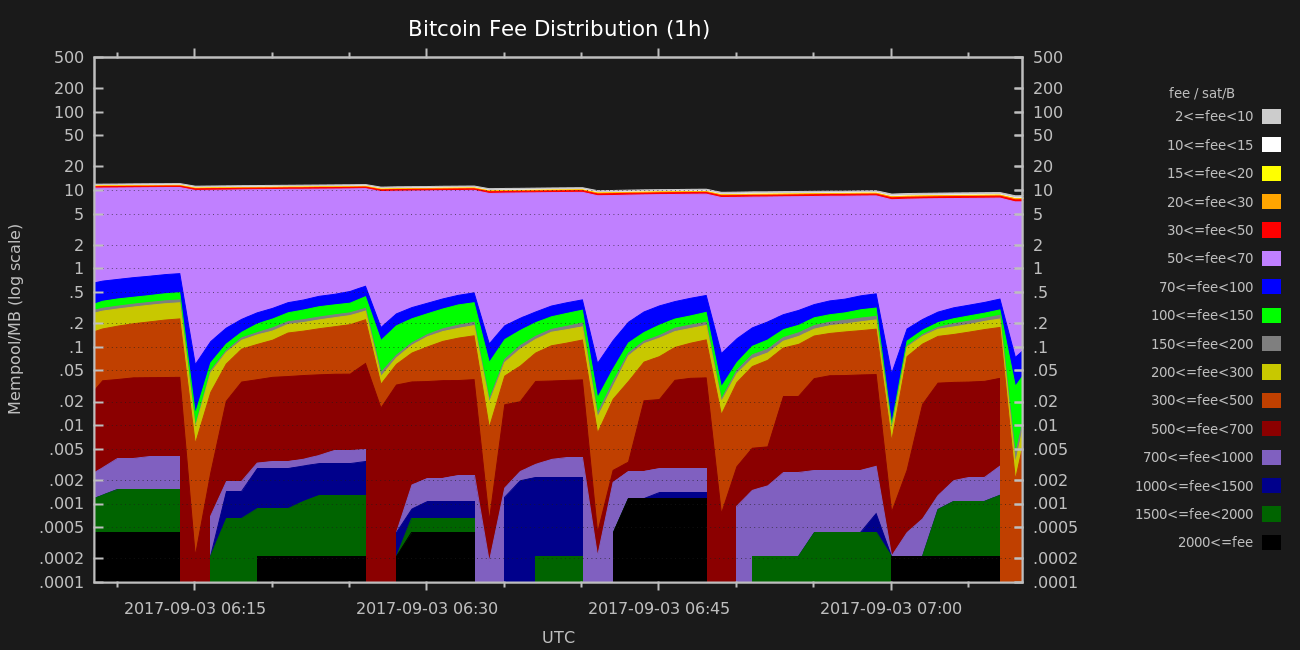 Bitcoin Fee Distribution (1h)
Mempool/MB (log scale)
500
200
100
50
20
10
5
2
1
.5
.2
.1
.05
.02
.01
.005
.002
.001
.0005
.0002
.0001
500
200
100
50
20
10
5
2
1
.5
.2
.1
.05
.02
.01
.005
.002
.001
.0005
.0002
.0001
2017-09-03 06:15
2017-09-03 06:30
2017-09-03 06:45
2017-09-03 07:00
UTC
fee / sat/B
2<=fee<10
10<=fee<15
15<=fee<20
20<=fee<30
30<=fee<50
50<=fee<70
70<=fee<100
100<=fee<150
150<=fee<200
200<=fee<300
300<=fee<500
500<=fee<700
700<=fee<1000
1000<=fee<1500
1500<=fee<2000
2000<=fee